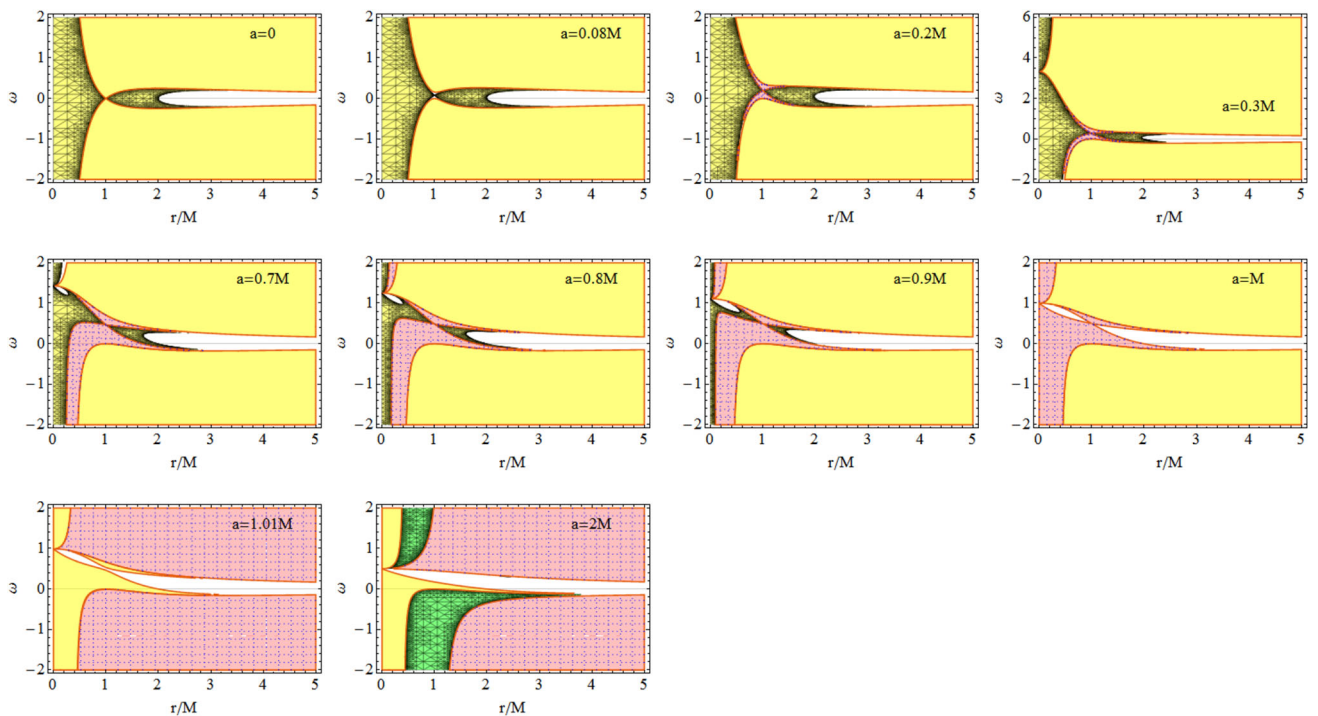 2 2 2 6
a=0 a=0.08M a=0.2M
1 1 1 4
ω 0 ω 0 ω 0 ω 2 a=0.3M
−1 −1 −1 0
−2 −2 −2 −2
0 1 2 3 4 5 0 1 2 3 4 5 0 1 2 3 4 5 0 1 2 3 4 5
r/M r/M r/M r/M
2 2 2 2
a=0.7M a=0.8M a=0.9M a=M
1 1 1 1
ω 0 ω 0 ω 0 ω 0
−1 −1 −1 −1
−2 −2 −2 −2
0 1 2 3 4 5 0 1 2 3 4 5 0 1 2 3 4 5 0 1 2 3 4 5
r/M r/M r/M r/M
2 2
a=1.01M a=2M
1 1
ω 0 ω 0
−1 −1
−2 −2
0 1 2 3 4 5 0 1 2 3 4 5
r/M r/M